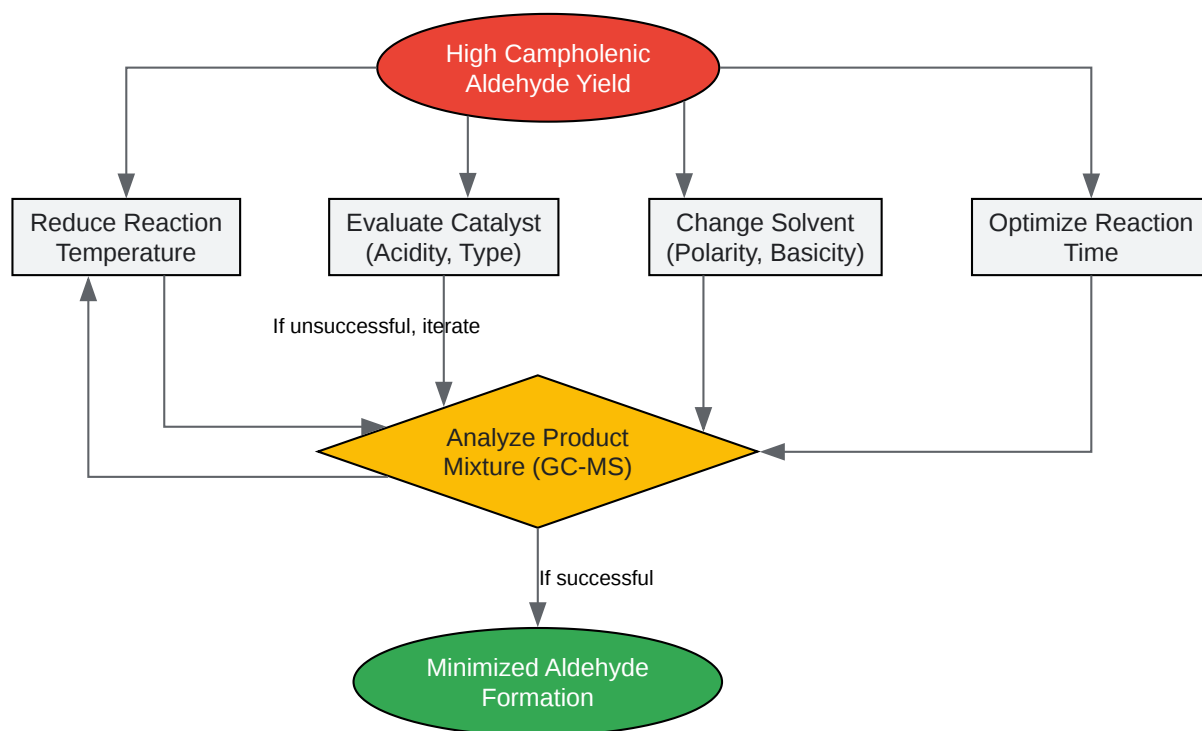 High Campholenic
Aldehyde Yield
Reduce Reaction
Temperature
Evaluate Catalyst
(Acidity, Type)
Change Solvent
(Polarity, Basicity)
Optimize Reaction
Time
If unsuccessful, iterate
Analyze Product
Mixture (GC-MS)
If successful
Minimized Aldehyde
Formation